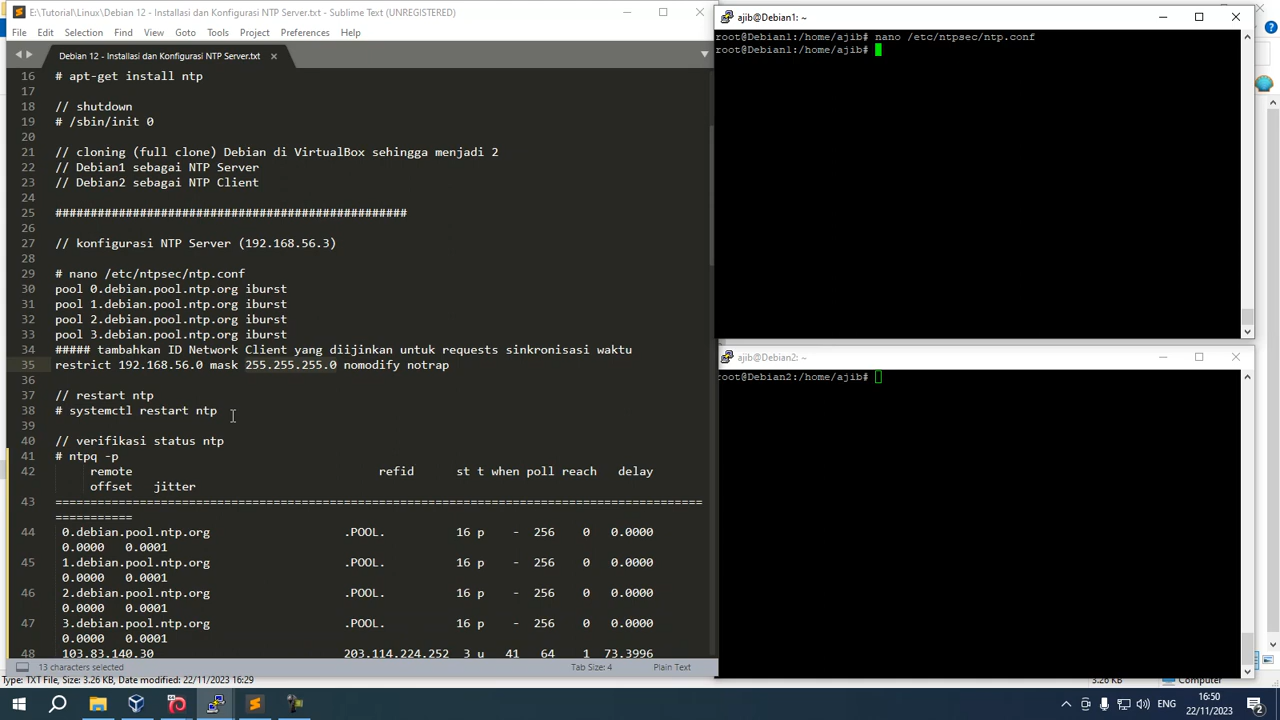 E:\Tutorial\Linux\Debian 12 - Installasi dan Konfigurasi NTP Server.txt - Sublime Text (UNREGISTERED)
File Edit Selection Find View Goto Tools Project Preferences Help
Debian 12 - Installasi dan Konfigurasi NTP Server.txt
16 # apt-get install ntp
17
18 // shutdown
19 # /sbin/init 0
20
21 // cloning (full clone) Debian di VirtualBox sehingga menjadi 2
22 // Debian1 sebagai NTP Server
23 // Debian2 sebagai NTP Client
24
25 ##################################################
26
27 // konfigurasi NTP Server (192.168.56.3)
28
29 # nano /etc/ntpsec/ntp.conf
30 pool 0.debian.pool.ntp.org iburst
31 pool 1.debian.pool.ntp.org iburst
32 pool 2.debian.pool.ntp.org iburst
33 pool 3.debian.pool.ntp.org iburst
34 ##### tambahkan ID Network Client yang diijinkan untuk requests sinkronisasi waktu
35 restrict 192.168.56.0 mask 255.255.255.0 nomodify notrap
36
37 // restart ntp
38 # systemctl restart ntp
39
40 // verifikasi status ntp
41 # ntpq -p
42 remote refid st t when poll reach delay
offset jitter
43 ============================================================================================
===========
44 0.debian.pool.ntp.org .POOL. 16 p - 256 0 0.0000
0.0000 0.0001
45 1.debian.pool.ntp.org .POOL. 16 p - 256 0 0.0000
0.0000 0.0001
46 2.debian.pool.ntp.org .POOL. 16 p - 256 0 0.0000
0.0000 0.0001
47 3.debian.pool.ntp.org .POOL. 16 p - 256 0 0.0000
0.0000 0.0001
48 103.83.140.30 203.114.224.252 3 u 41 64 1 73.3996
13 characters selected Tab Size: 4 Plain Text
ajib@Debian1: ~
root@Debian1:/home/ajib# nano /etc/ntpsec/ntp.conf
root@Debian1:/home/ajib#
ajib@Debian2: ~
root@Debian2:/home/ajib#
Type: TXT File, Size: 3.26 KB, Date modified: 22/11/2023 16:29 3.26 KB Computer
ENG
16:50
22/11/2023
2